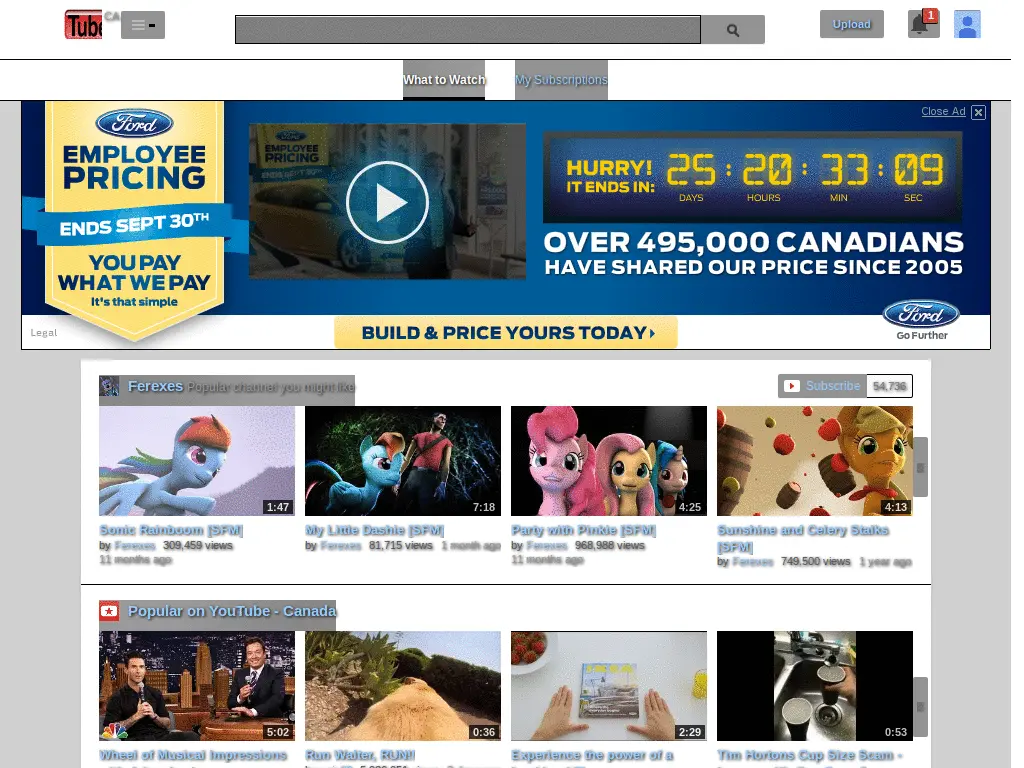 Tube CA
1
Upload
What to Watch
My Subscriptions
Close Ad
Ford
EMPLOYEE
PRICING
ENDS SEPT 30TH
YOU PAY
WHAT WE PAY
It's that simple
HURRY!
IT ENDS IN:
25 : 20 : 33 : 09
DAYS HOURS MIN SEC
OVER 495,000 CANADIANS
HAVE SHARED OUR PRICE SINCE 2005
Legal
BUILD & PRICE YOURS TODAY
Ford
Go Further
Ferexes Popular channel you might like
Subscribe 54,736
1:47
7:18
4:25
4:13
Sonic Rainboom [SFM]
by Ferexes 309,459 views
11 months ago
My Little Dashie [SFM]
by Ferexes 81,715 views 1 month ago
Party with Pinkie [SFM]
by Ferexes 968,988 views
11 months ago
Sunshine and Celery Stalks
[SFM]
by Ferexes 749,500 views 1 year ago
Popular on YouTube - Canada
5:02
0:36
2:29
0:53
Wheel of Musical Impressions
Run Walter, RUN!!
Experience the power of a
Tim Hortons Cup Size Scam -